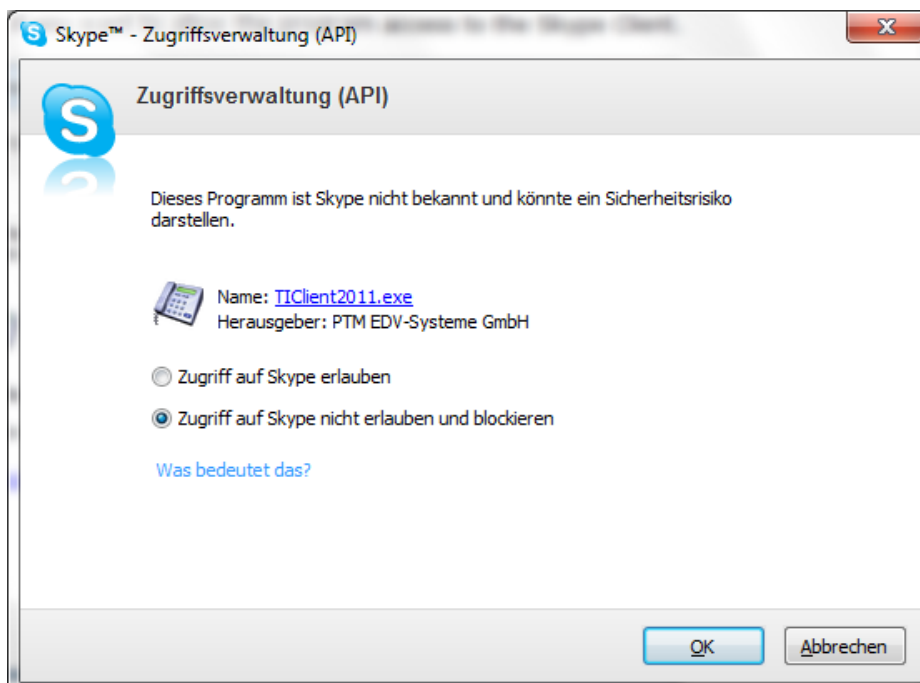 Skype™ - Zugriffsverwaltung (API)
Zugriffsverwaltung (API)
Dieses Programm ist Skype nicht bekannt und könnte ein Sicherheitsrisiko
darstellen.
Name: TIClient2011.exe
Herausgeber: PTM EDV-Systeme GmbH
Zugriff auf Skype erlauben
Zugriff auf Skype nicht erlauben und blockieren
Was bedeutet das?
OK
Abbrechen